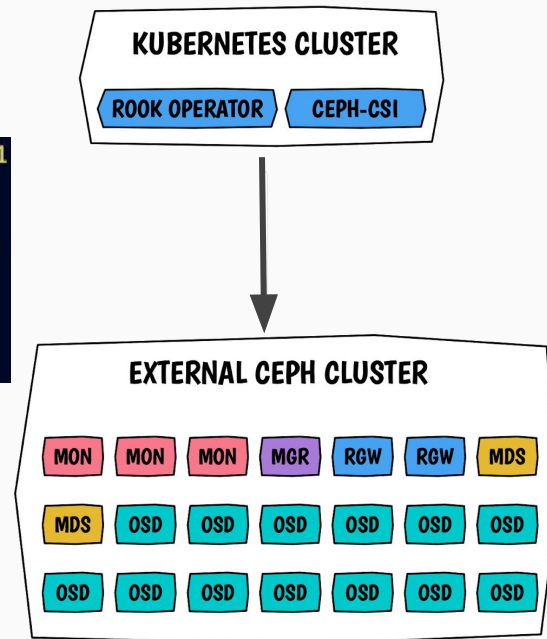 KUBERNETES CLUSTER
ROOK OPERATOR CEPH-CSI
1
EXTERNAL CEPH CLUSTER
MON MON MON MGR RGW RGW MDS
MDS OSD OSD OSD OSD OSD OSD
OSD OSD OSD OSD OSD OSD OSD